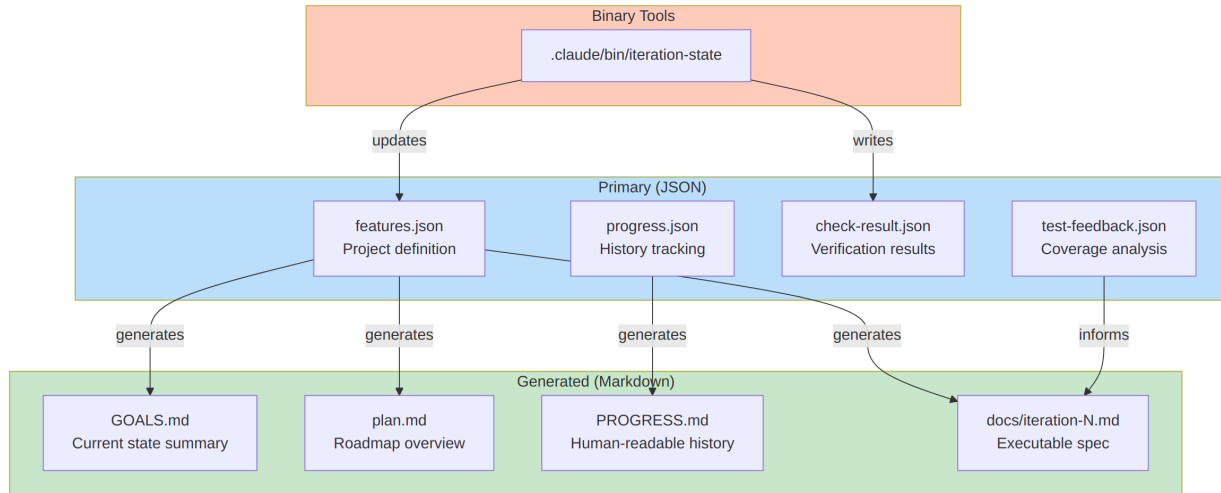 Binary Tools
.claude/bin/iteration-state
updates
writes
Primary (JSON)
features.json
Project definition
progress.json
History tracking
check-result.json
Verification results
test-feedback.json
Coverage analysis
generates
generates
generates
generates
informs
Generated (Markdown)
GOALS.md
Current state summary
plan.md
Roadmap overview
PROGRESS.md
Human-readable history
docs/iteration-N.md
Executable spec